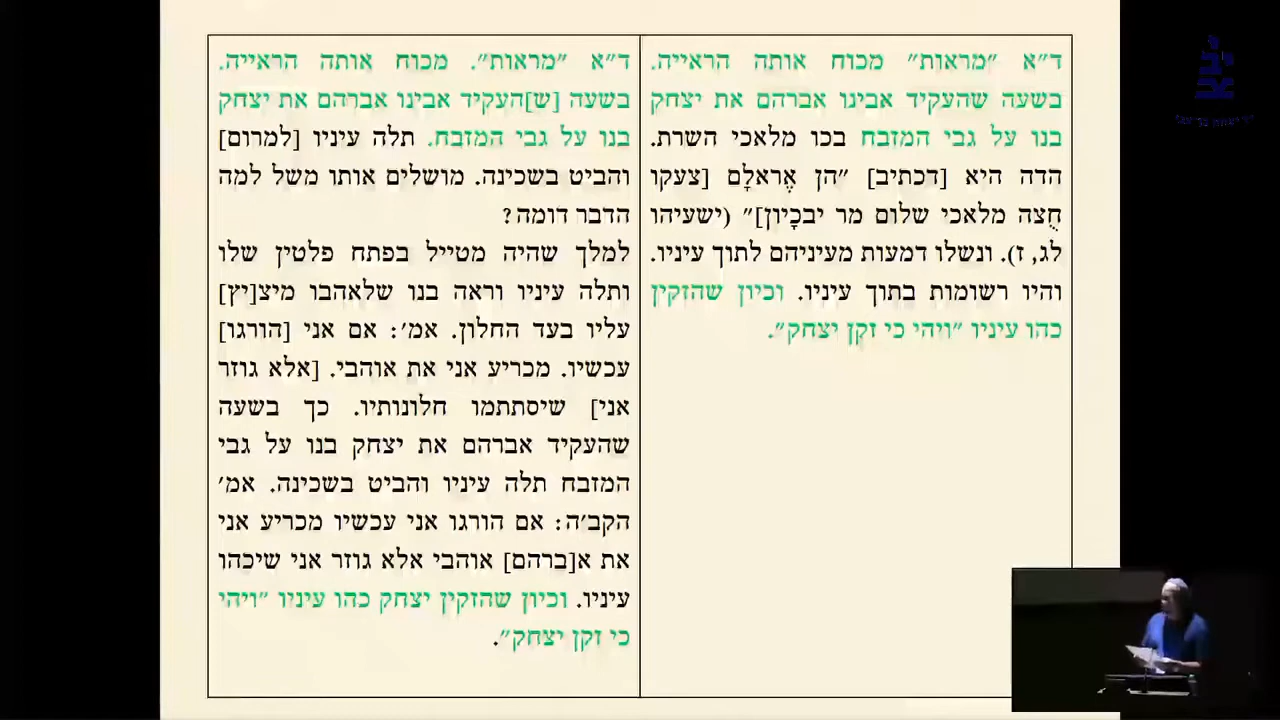 ד״א ״מראות״ מכוח אותה הראייה.
בשעה שהעקיד אבינו אברהם את יצחק
בנו על גבי המזבח בכו מלאכי השרת.
הדה היא [דכתיב] ״הן אֶראלָם [צעקו
חֻצה מלאכי שלום מר יבכָיון]״ (ישעיהו
לג, ז). ונשלו דמעות מעיניהם לתוך עיניו.
והיו רשומות בתוך עיניו. וכיון שהזקין
כהו עיניו ״ויהי כי זקן יצחק״.
ד״א ״מראות״. מכוח אותה הראייה.
בשעה [ש]העקיד אבינו אברהם את יצחק
בנו על גבי המזבח. תלה עיניו [למרום]
והביט בשכינה. מושלים אותו משל למה
הדבר דומה?
למלך שהיה מטייל בפתח פלטין שלו
ותלה עיניו וראה בנו שלאהבו מיצ[יץ]
עליו בעד החלון. אמ׳: אם אני [הורגו]
עכשיו. מכריע אני את אוהבי. [אלא גוזר
אני] שיסתתמו חלונותיו. כך בשעה
שהעקיד אברהם את יצחק בנו על גבי
המזבח תלה עיניו והביט בשכינה. אמ׳
הקב׳ה: אם הורגו אני עכשיו מכריע אני
את א[ברהם] אוהבי אלא גוזר אני שיכהו
עיניו. וכיון שהזקין יצחק כהו עיניו ״ויהי
כי זקן יצחק״.